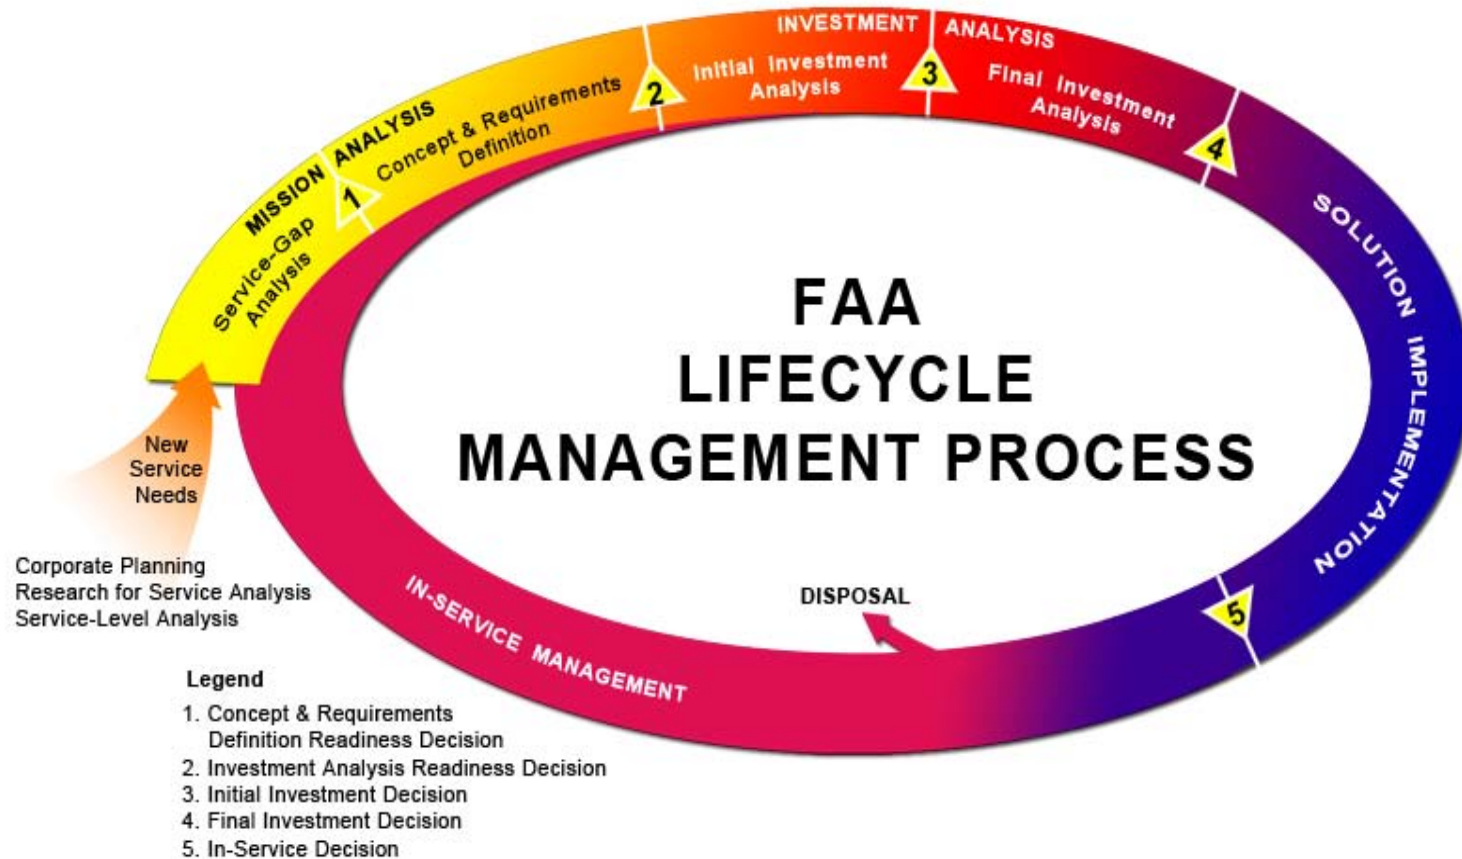 MISSION ANALYSIS
Service-Gap
Analysis
1
Concept & Requirements
Definition
2
INVESTMENT ANALYSIS
Initial Investment
Analysis
3
Final Investment
Analysis
4
SOLUTION IMPLEMENTATION
5
FAA
LIFECYCLE
MANAGEMENT PROCESS
DISPOSAL
IN-SERVICE MANAGEMENT
New
Service
Needs
Corporate Planning
Research for Service Analysis
Service-Level Analysis
Legend
1. Concept & Requirements
Definition Readiness Decision
2. Investment Analysis Readiness Decision
3. Initial Investment Decision
4. Final Investment Decision
5. In-Service Decision